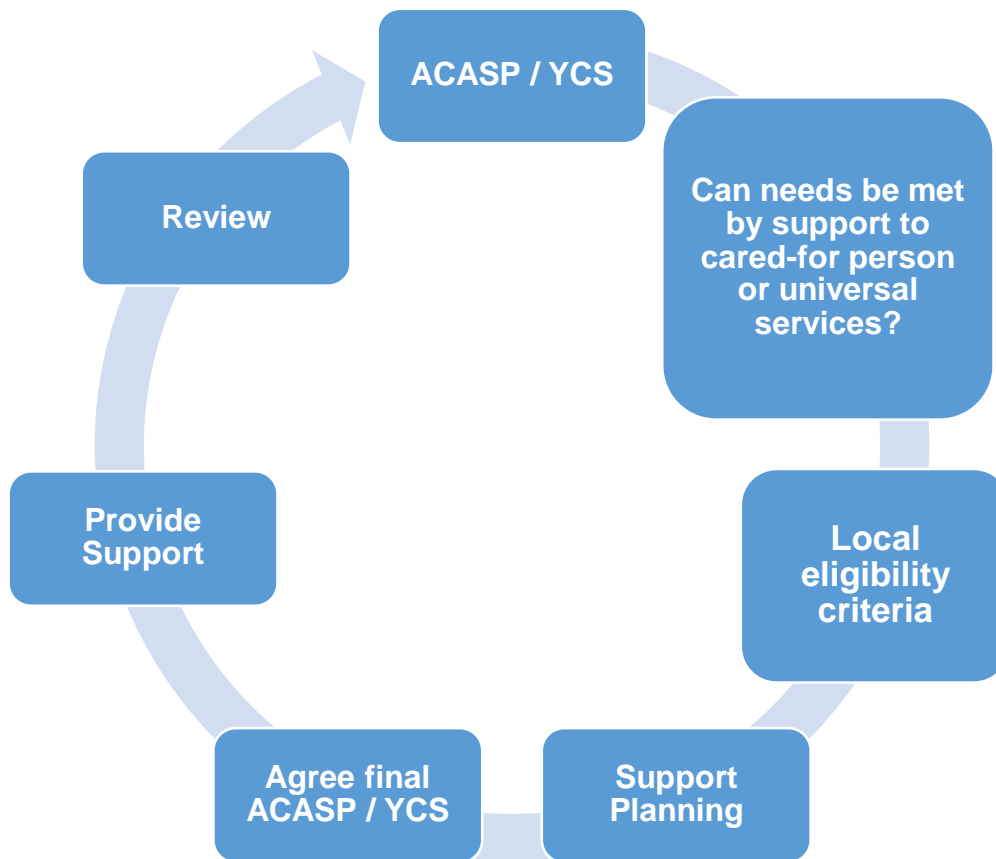 ACASP / YCS
Can needs be met
by support to
cared-for person
or universal
services?
Local
eligibility
criteria
Support
Planning
Agree final
ACASP / YCS
Provide
Support
Review